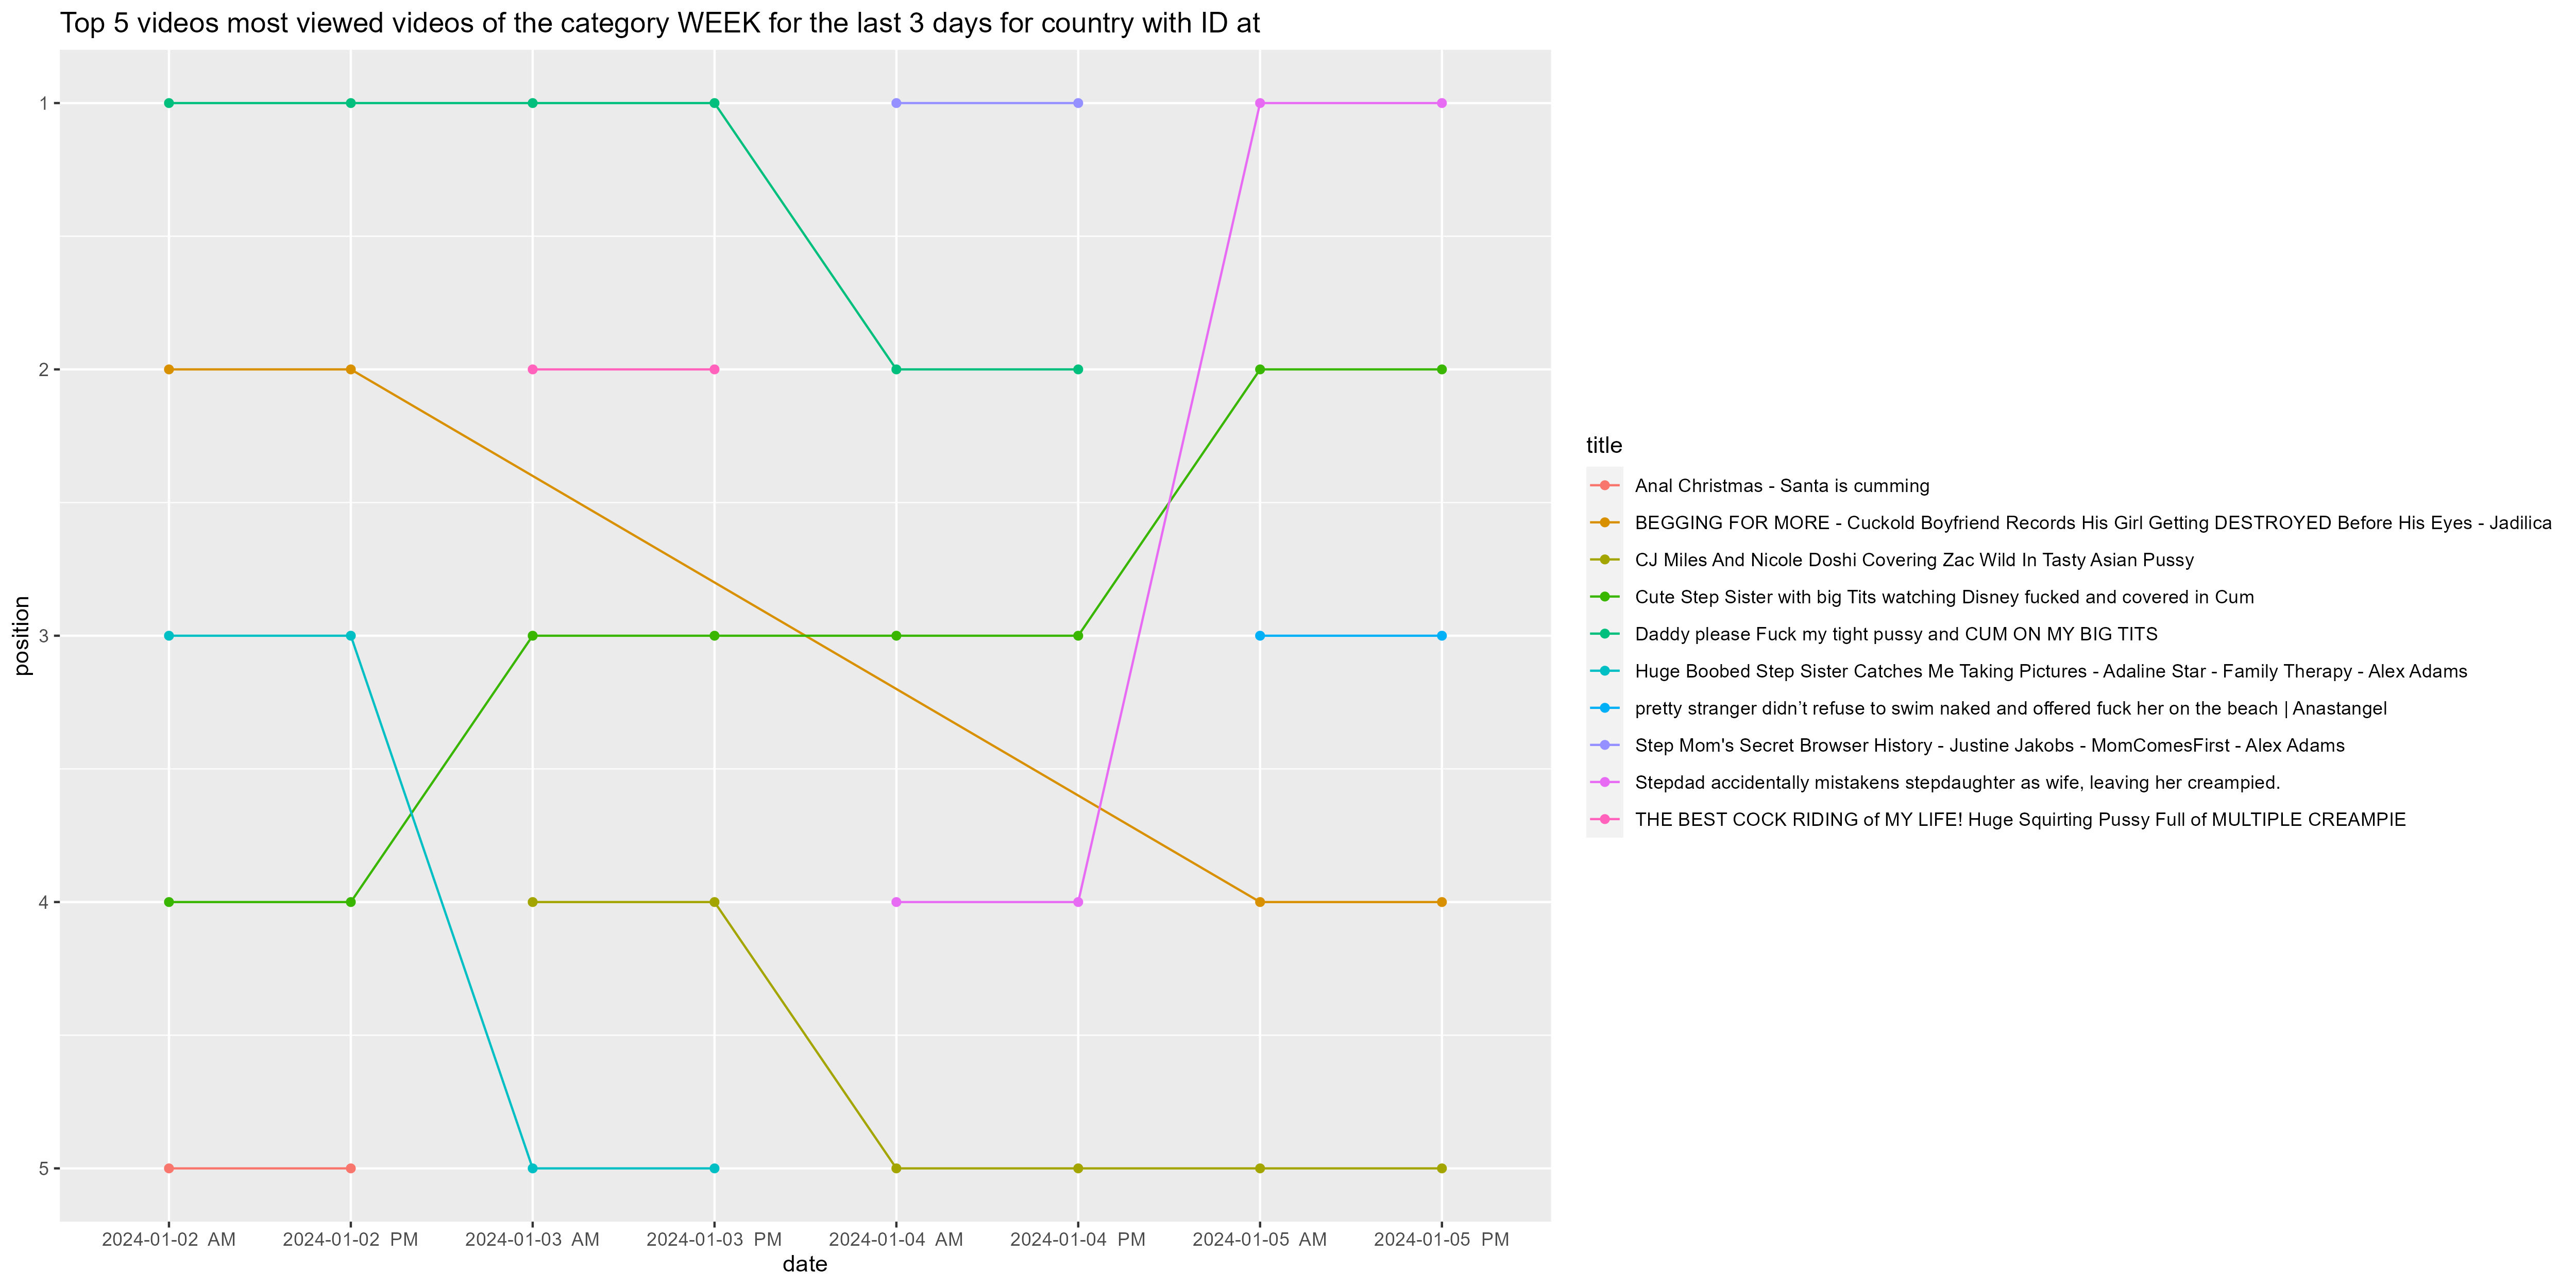 Top 5 videos most viewed videos of the category WEEK for the last 3 days for country with ID at
position
1
2
3
4
5
2024-01-02 AM
2024-01-02 PM
2024-01-03 AM
2024-01-03 PM
2024-01-04 AM
2024-01-04 PM
2024-01-05 AM
2024-01-05 PM
date
title
Anal Christmas - Santa is cumming
BEGGING FOR MORE - Cuckold Boyfriend Records His Girl Getting DESTROYED Before His Eyes - Jadilica
CJ Miles And Nicole Doshi Covering Zac Wild In Tasty Asian Pussy
Cute Step Sister with big Tits watching Disney fucked and covered in Cum
Daddy please Fuck my tight pussy and CUM ON MY BIG TITS
Huge Boobed Step Sister Catches Me Taking Pictures - Adaline Star - Family Therapy - Alex Adams
pretty stranger didn’t refuse to swim naked and offered fuck her on the beach | Anastangel
Step Mom's Secret Browser History - Justine Jakobs - MomComesFirst - Alex Adams
Stepdad accidentally mistakens stepdaughter as wife, leaving her creampied.
THE BEST COCK RIDING of MY LIFE! Huge Squirting Pussy Full of MULTIPLE CREAMPIE